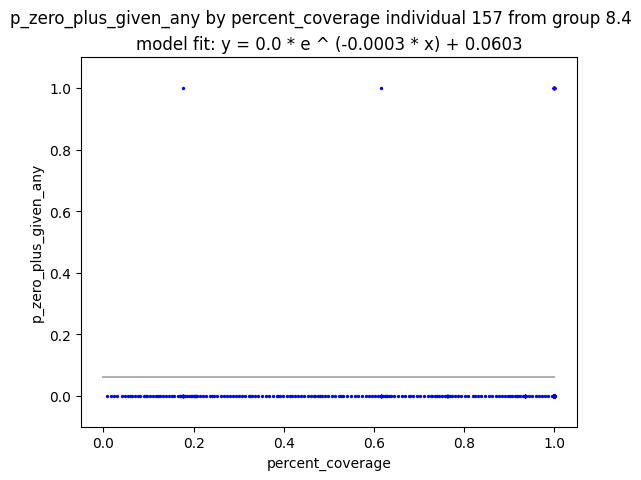 p_zero_plus_given_any by percent_coverage individual 157 from group 8.4
model fit: y = 0.0 * e ^ (-0.0003 * x) + 0.0603
1.0
0.8
0.6
0.4
0.2
0.0
p_zero_plus_given_any
0.0 0.2 0.4 0.6 0.8 1.0
percent_coverage